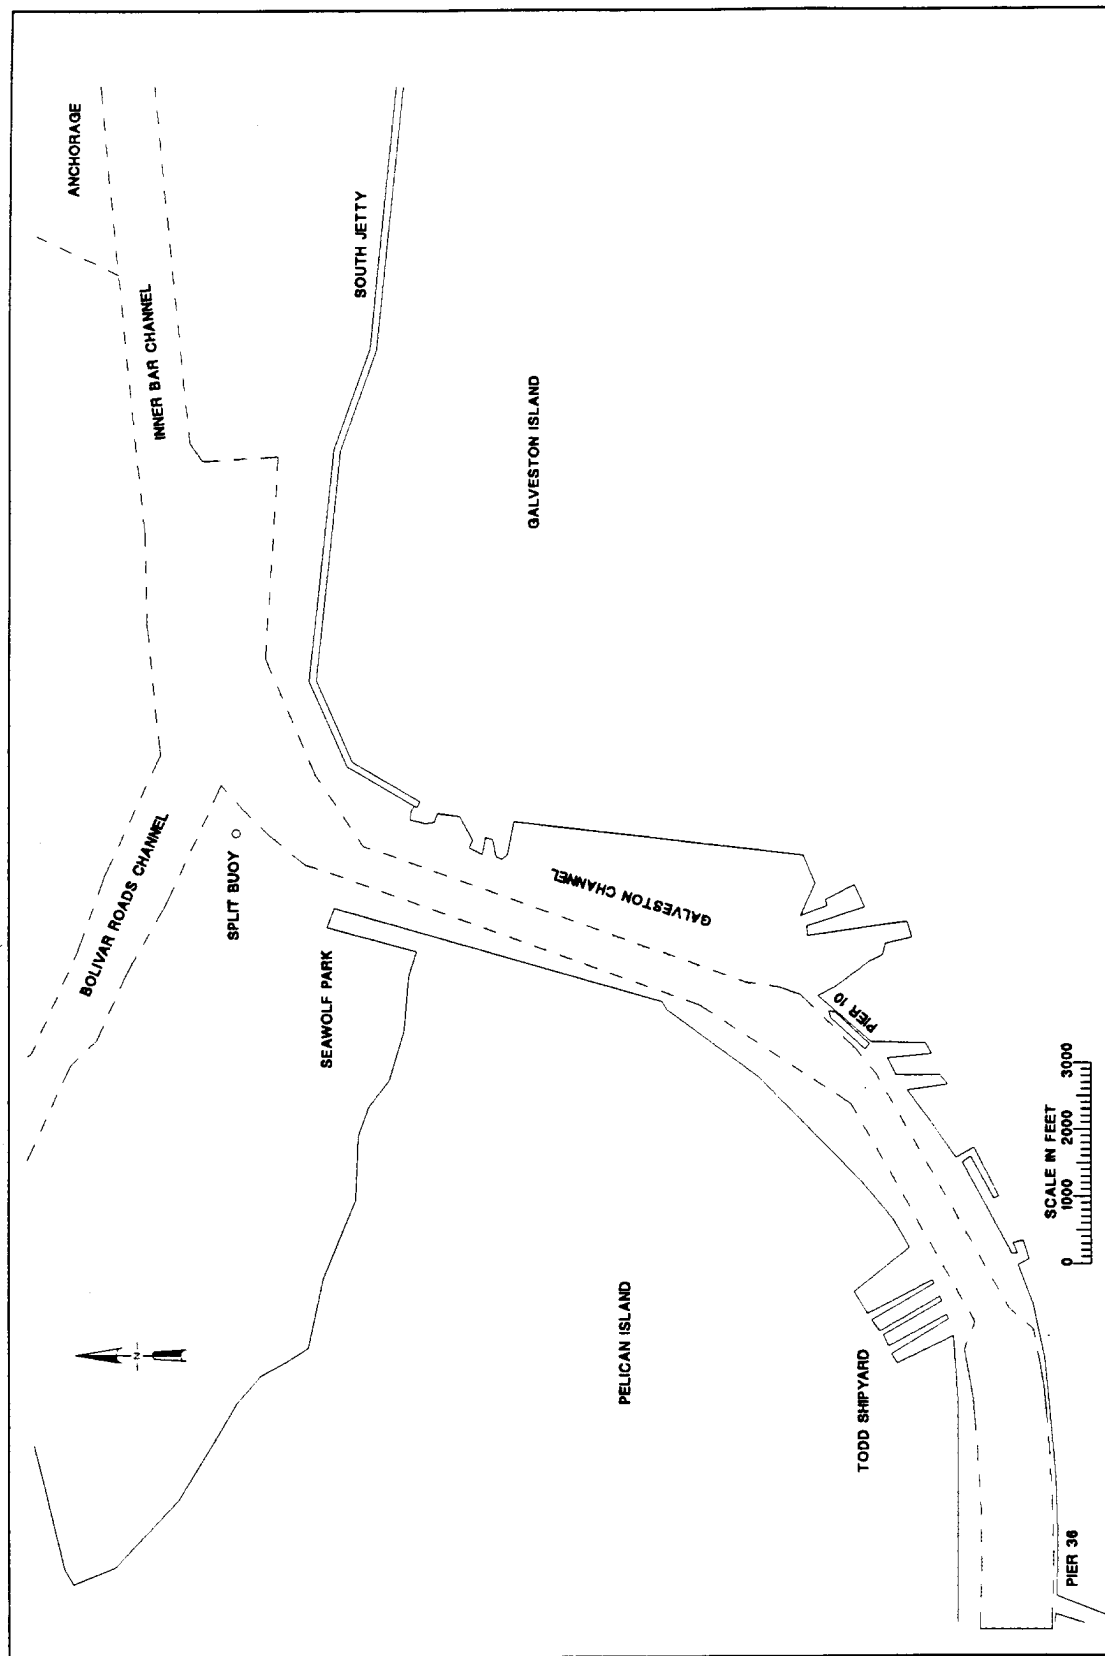 ANCHORAGE
INNER BAR CHANNEL
SOUTH JETTY
BOLIVAR ROADS CHANNEL
SPLIT BUOY
SEAWOLF PARK
GALVESTON ISLAND
GALVESTON CHANNEL
PIER 10
PELICAN ISLAND
TODD SHIPYARD
PIER 36
N
SCALE IN FEET
0 1000 2000 3000